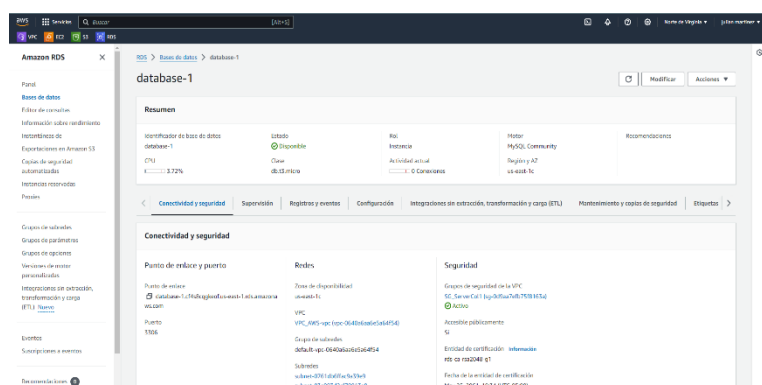 aws
Servicios
Buscar
[Alt+S]
Norte de Virginia
julian martinez
VPC
EC2
S3
RDS
Amazon RDS
Panel
Bases de datos
Editor de consultas
Información sobre rendimiento
Instantáneas de
Exportaciones en Amazon S3
Copias de seguridad
automatizadas
Instancias reservadas
Proxies
Grupos de subredes
Grupos de parámetros
Grupos de opciones
Versiones de motor
personalizadas
Integraciones sin extracción,
transformación y carga
(ETL) Nuevo
Eventos
Suscripciones a eventos
Recomendaciones
RDS > Bases de datos > database-1
database-1
Modificar
Acciones
Resumen
Identificador de base de datos
database-1
Estado
Disponible
Rol
Instancia
Motor
MySQL Community
Recomendaciones
CPU
3.72%
Clase
db.t3.micro
Actividad actual
0 Conexiones
Región y AZ
us-east-1c
Conectividad y seguridad
Supervisión
Registros y eventos
Configuración
Integraciones sin extracción, transformación y carga (ETL)
Mantenimiento y copias de seguridad
Etiquetas
Conectividad y seguridad
Punto de enlace y puerto
Punto de enlace
Puerto
3306
Redes
Zona de disponibilidad
us-east-1c
VPC
Grupo de subredes
Subredes
Seguridad
Grupos de seguridad de la VPC
Activo
Accesible públicamente
Sí
Entidad de certificación Información
rds-ca-rsa2048-g1
Fecha de la entidad de certificación